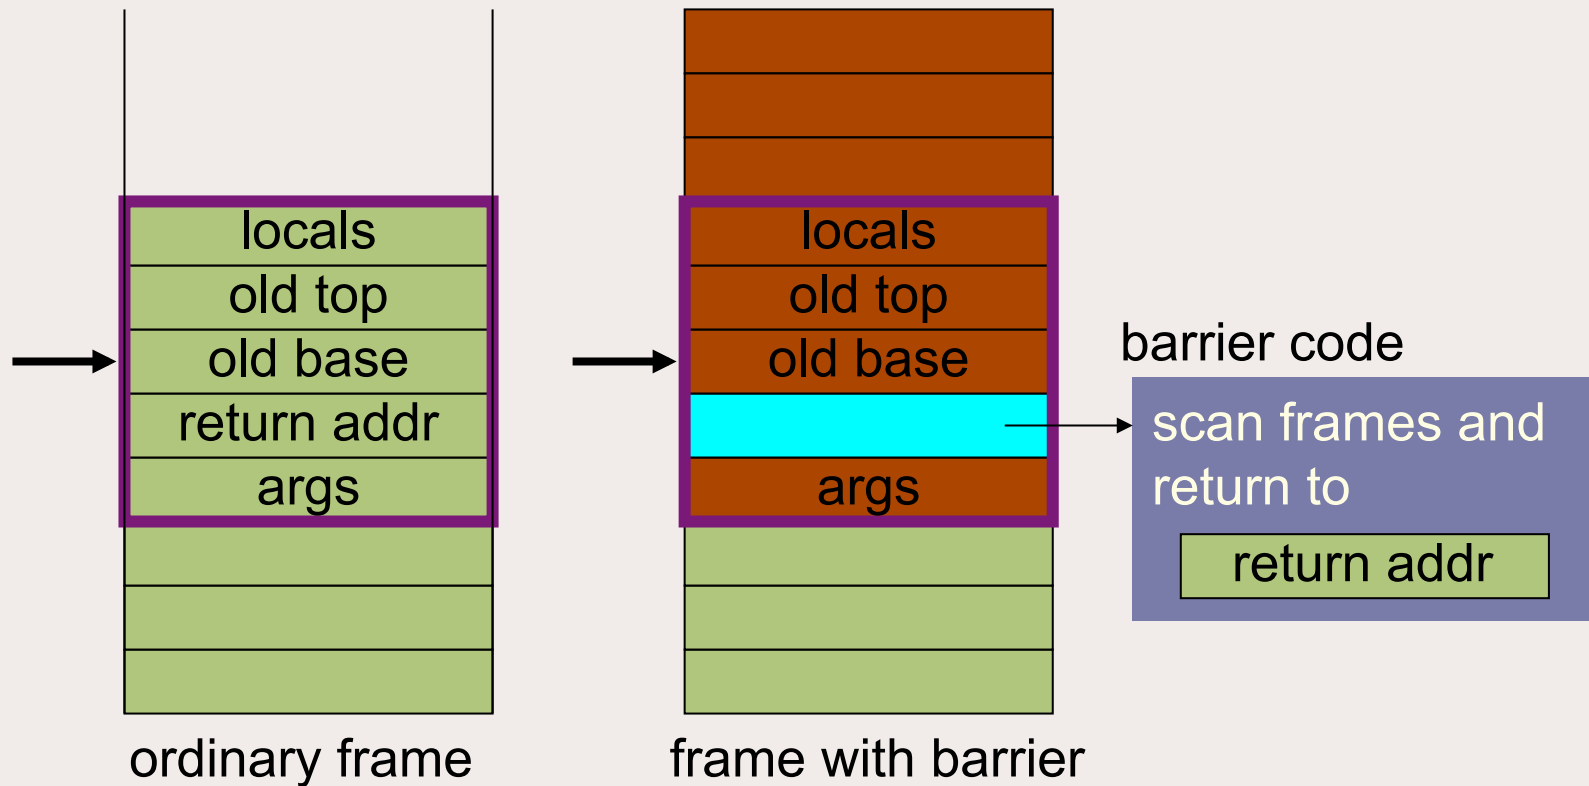 locals
old top
old base
return addr
args
ordinary frame
locals
old top
old base
args
frame with barrier
barrier code
scan frames and
return to
return addr